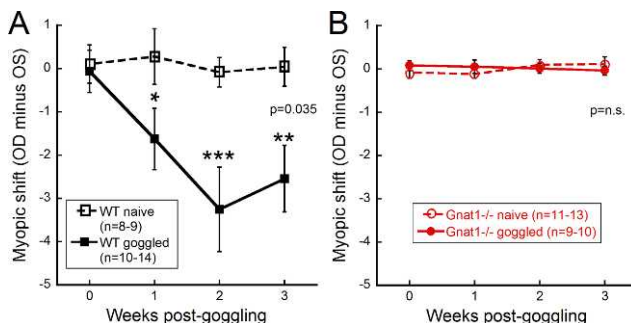 A
Myopic shift (OD minus OS)
1
0
-1
-2
-3
-4
-5
*
***
**
p=0.035
WT naive
(n=8-9)
WT goggled
(n=10-14)
0 1 2 3
Weeks post-goggling
B
Myopic shift (OD minus OS)
1
0
-1
-2
-3
-4
-5
p=n.s.
Gnat1-/- naive (n=11-13)
Gnat1-/- goggled (n=9-10)
0 1 2 3
Weeks post-goggling